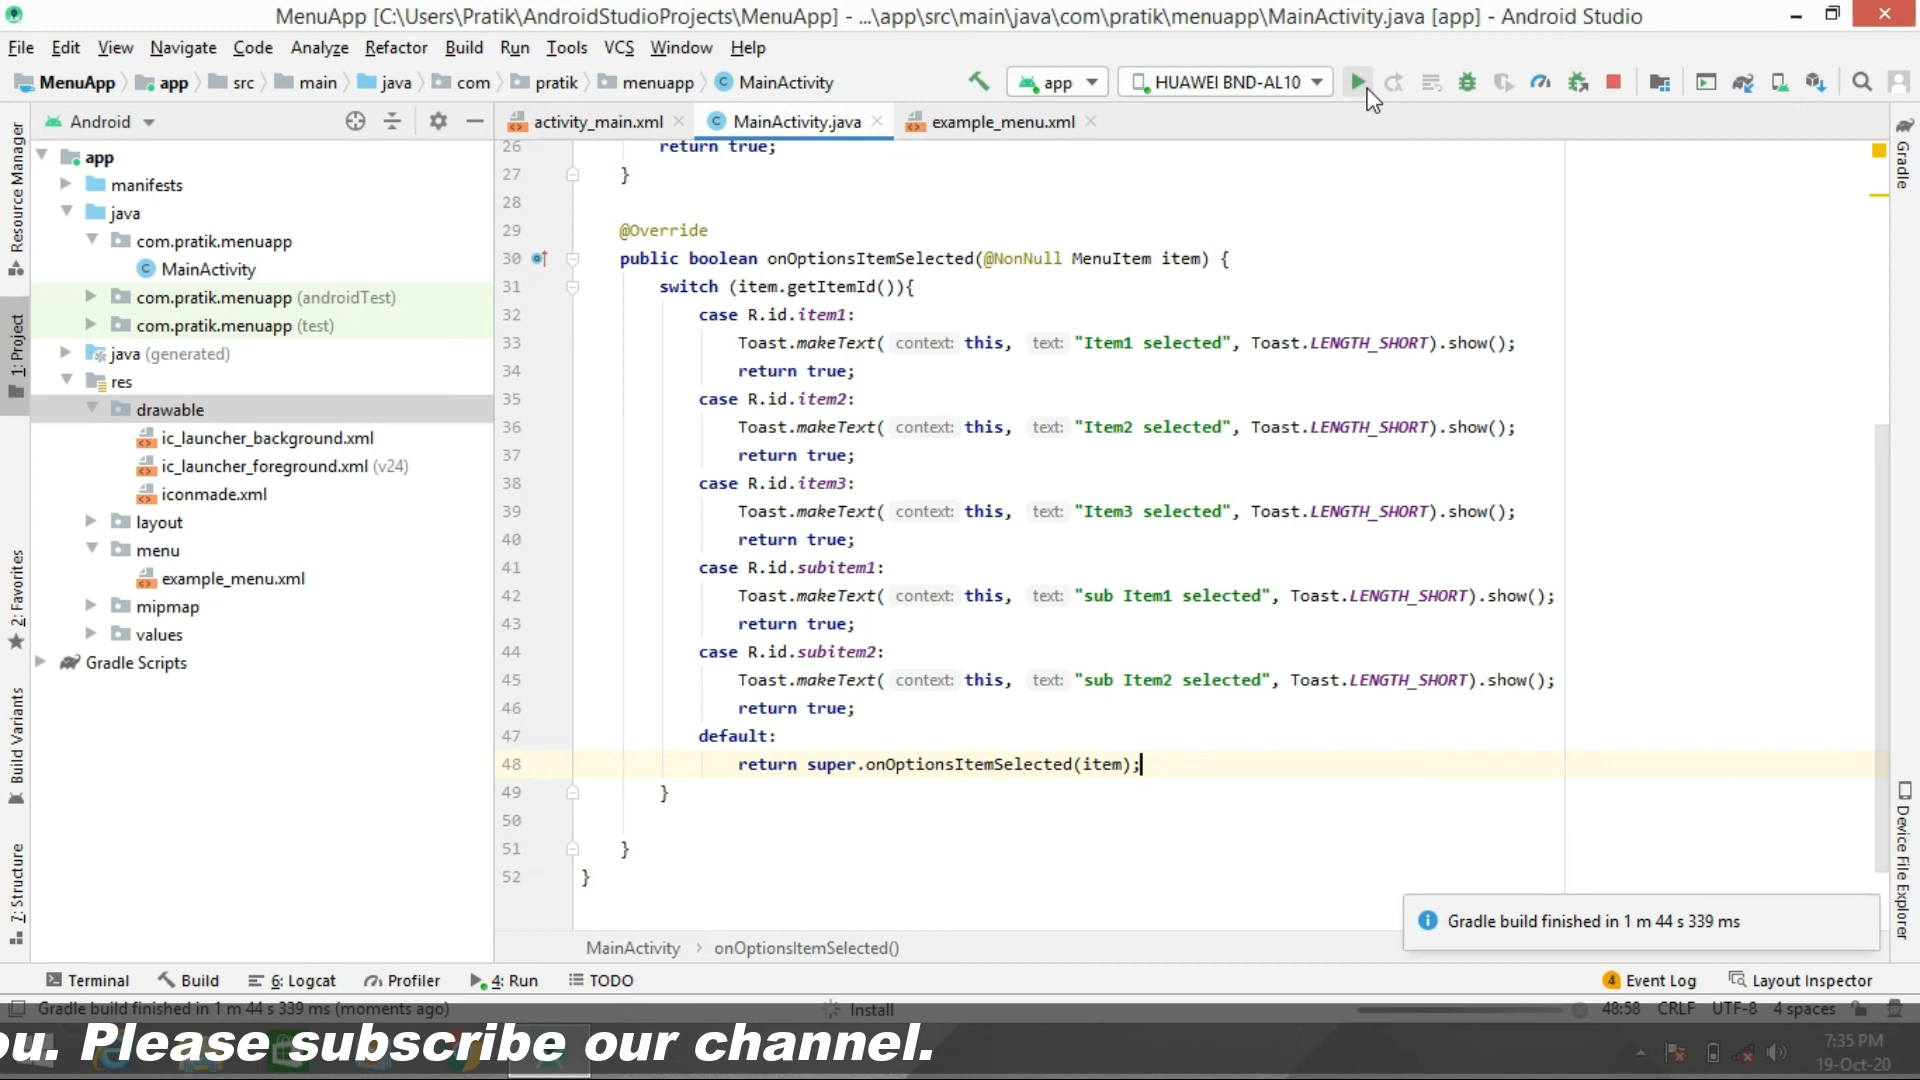 MenuApp [C:\Users\Pratik\AndroidStudioProjects\MenuApp] - ...\app\src\main\java\com\pratik\menuapp\MainActivity.java [app] - Android Studio
File Edit View Navigate Code Analyze Refactor Build Run Tools VCS Window Help
MenuApp app src main java com pratik menuapp MainActivity app HUAWEI BND-AL10
Android
activity_main.xml MainActivity.java example_menu.xml
Resource Manager
1: Project
2: Favorites
Build Variants
7: Structure
app
manifests
java
com.pratik.menuapp
MainActivity
com.pratik.menuapp (androidTest)
com.pratik.menuapp (test)
java (generated)
res
drawable
ic_launcher_background.xml
ic_launcher_foreground.xml (v24)
iconmade.xml
layout
menu
example_menu.xml
mipmap
values
Gradle Scripts
26 return true;
27 }
28
29 @Override
30 public boolean onOptionsItemSelected(@NonNull MenuItem item) {
31 switch (item.getItemId()){
32 case R.id.item1:
33 Toast.makeText( context: this, text: "Item1 selected", Toast.LENGTH_SHORT).show();
34 return true;
35 case R.id.item2:
36 Toast.makeText( context: this, text: "Item2 selected", Toast.LENGTH_SHORT).show();
37 return true;
38 case R.id.item3:
39 Toast.makeText( context: this, text: "Item3 selected", Toast.LENGTH_SHORT).show();
40 return true;
41 case R.id.subitem1:
42 Toast.makeText( context: this, text: "sub Item1 selected", Toast.LENGTH_SHORT).show();
43 return true;
44 case R.id.subitem2:
45 Toast.makeText( context: this, text: "sub Item2 selected", Toast.LENGTH_SHORT).show();
46 return true;
47 default:
48 return super.onOptionsItemSelected(item);
49 }
50
51 }
52 }
Gradle
Device File Explorer
Gradle build finished in 1 m 44 s 339 ms
MainActivity › onOptionsItemSelected()
Terminal Build 6: Logcat Profiler 4: Run TODO 4 Event Log Layout Inspector
Gradle build finished in 1 m 44 s 339 ms (moments ago) Install 48:58 CRLF UTF-8 4 spaces
ou. Please subscribe our channel.
7:35 PM
19-Oct-20